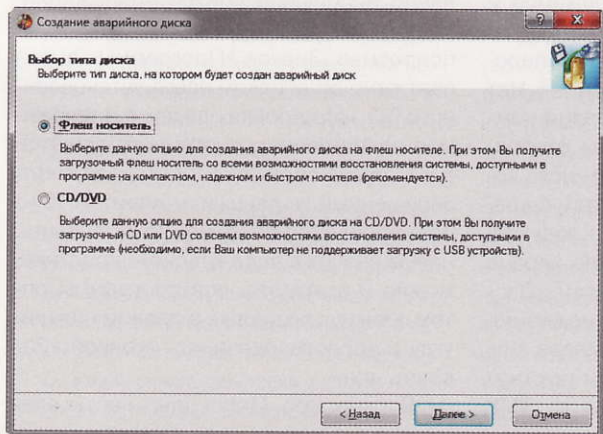 Создание аварийного диска
Выбор типа диска
Выберите тип диска, на котором будет создан аварийный диск
Флеш носитель
Выберите данную опцию для создания аварийного диска на флеш носителе. При этом Вы получите
загрузочный флеш носитель со всеми возможностями восстановления системы, доступными в
программе на компактном, надежном и быстром носителе (рекомендуется).
CD/DVD
Выберите данную опцию для создания аварийного диска на CD/DVD. При этом Вы получите
загрузочный CD или DVD со всеми возможностями восстановления системы, доступными в
программе (необходимо, если Ваш компьютер не поддерживает загрузку с USB устройств).
< Назад
Далее >
Отмена